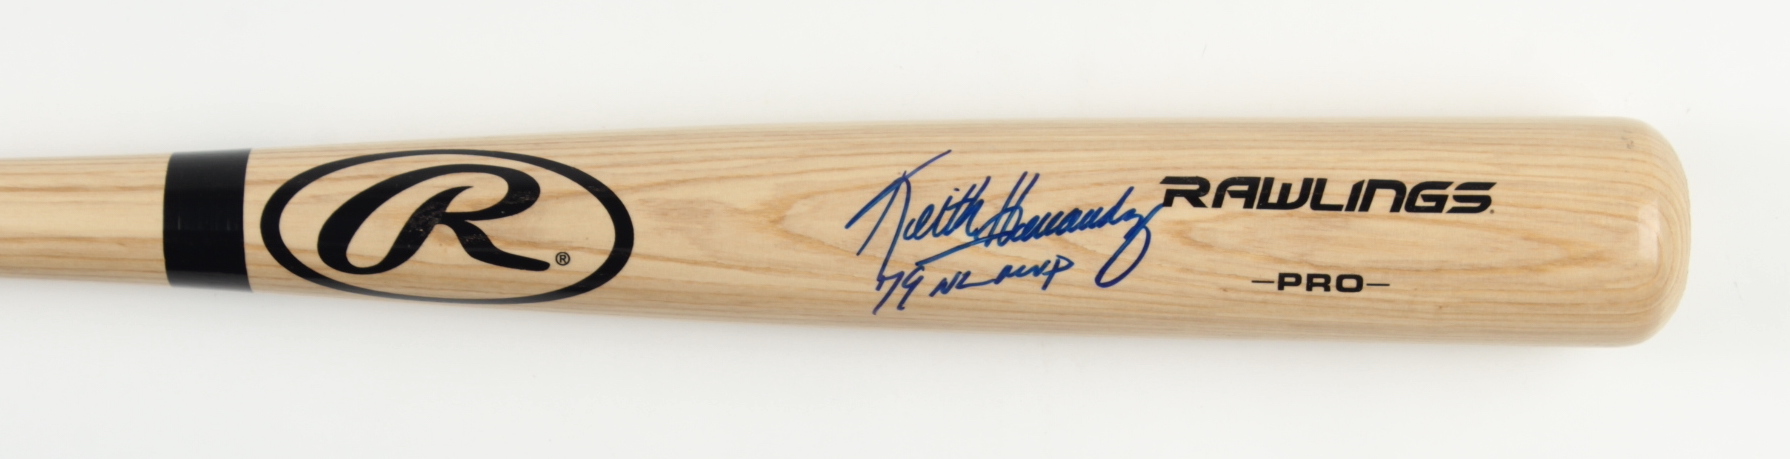 R ®
Keith Hernandez
'79 NL MVP
RAWLINGS
-PRO-